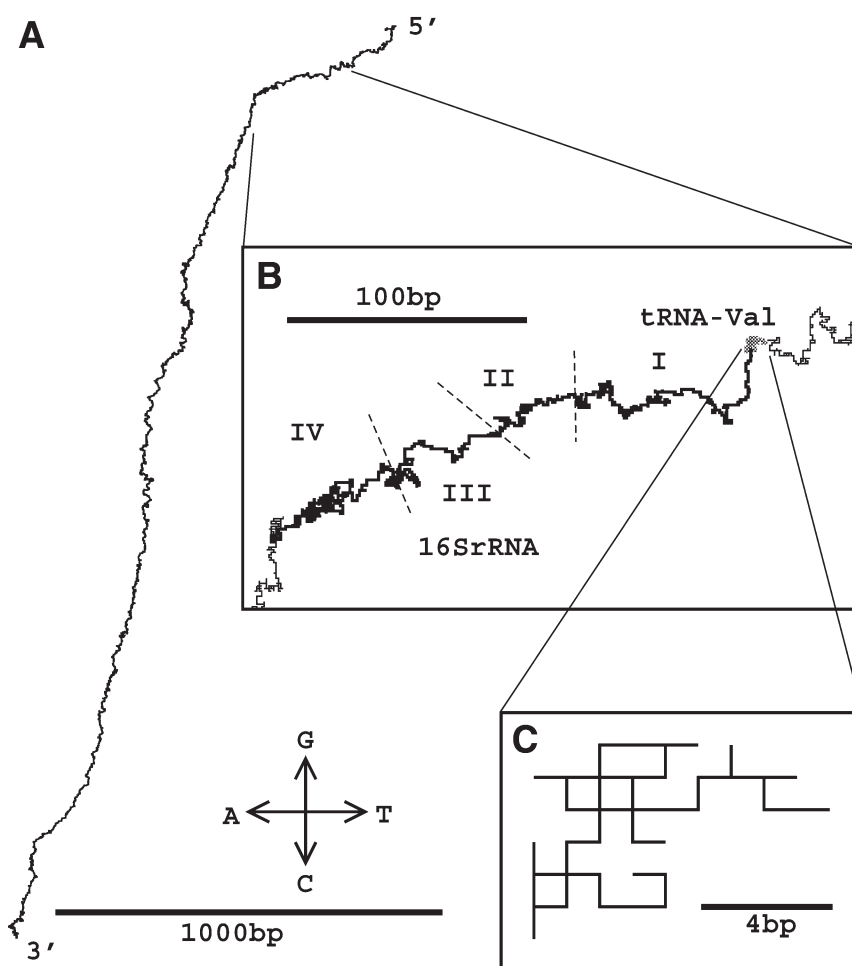 A
5'
B
100bp
tRNA-Val
I
II
IV
III
16SrRNA
G
A
T
C
1000bp
3'
C
4bp